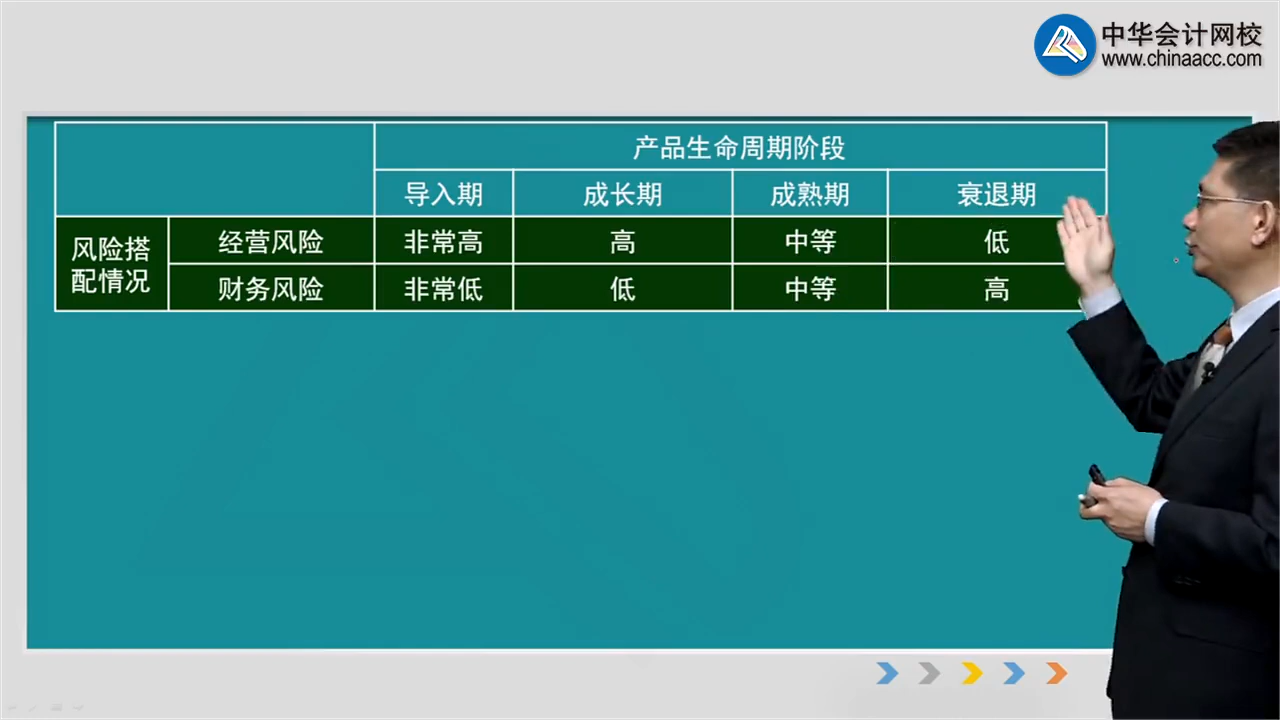 中华会计网校
www.chinaacc.com
产品生命周期阶段
导入期 成长期 成熟期 衰退期
风险搭配情况 经营风险 非常高 高 中等 低
财务风险 非常低 低 中等 高